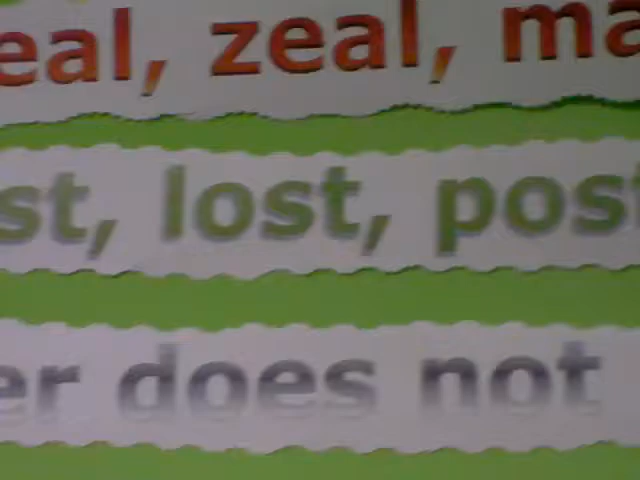 eal, zeal, ma
st, lost, post
er does not